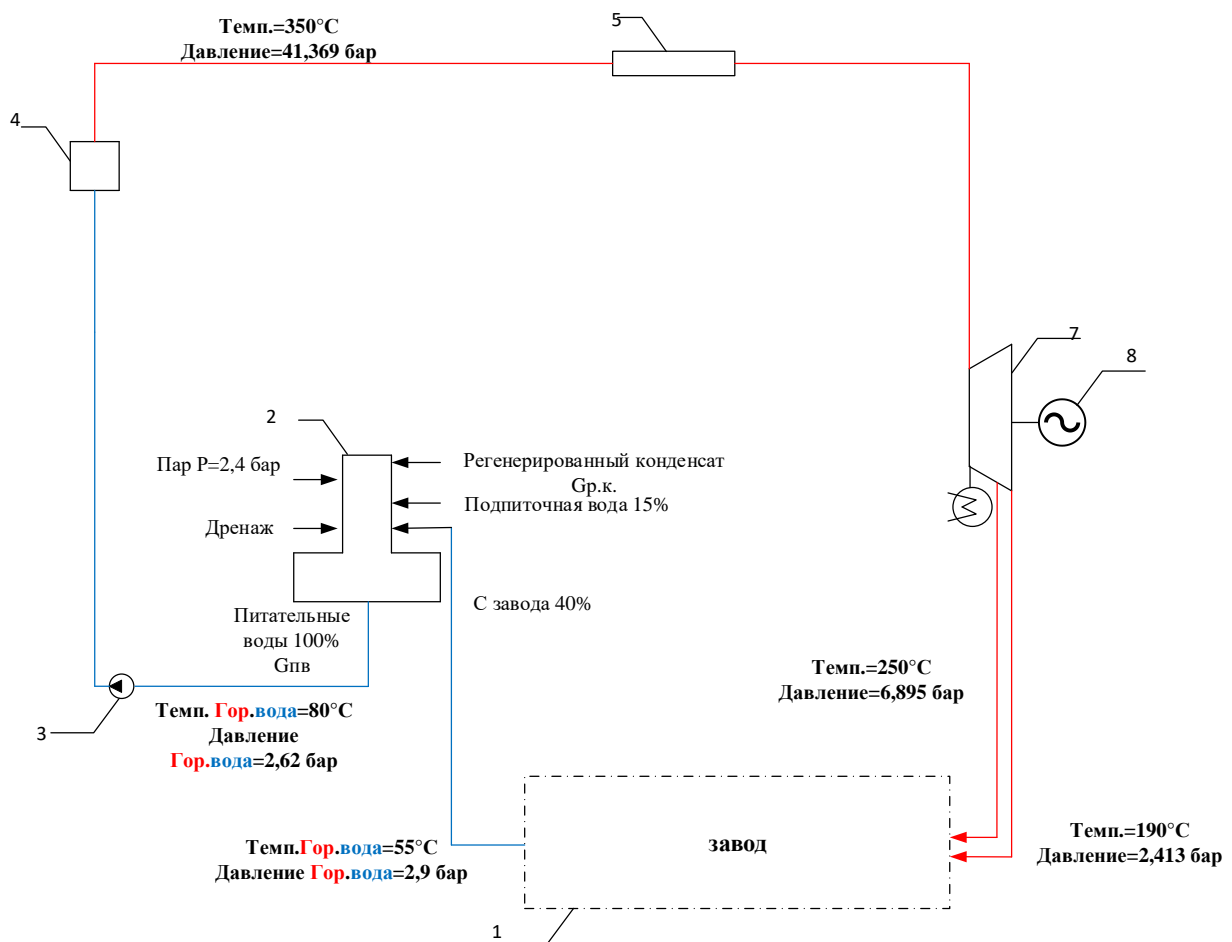 5
Темп.=350°С
Давление=41,369 бар
4
7
8
2
Пар Р=2,4 бар
Регенерированный конденсат
Gр.к.
Подпиточная вода 15%
Дренаж
С завода 40%
Питательные
воды 100%
Gпв
3
Темп. Гор.вода=80°С
Давление
Гор.вода=2,62 бар
Темп.=250°С
Давление=6,895 бар
Темп.Гор.вода=55°С
Давление Гор.вода=2,9 бар
завод
Темп.=190°С
Давление=2,413 бар
1